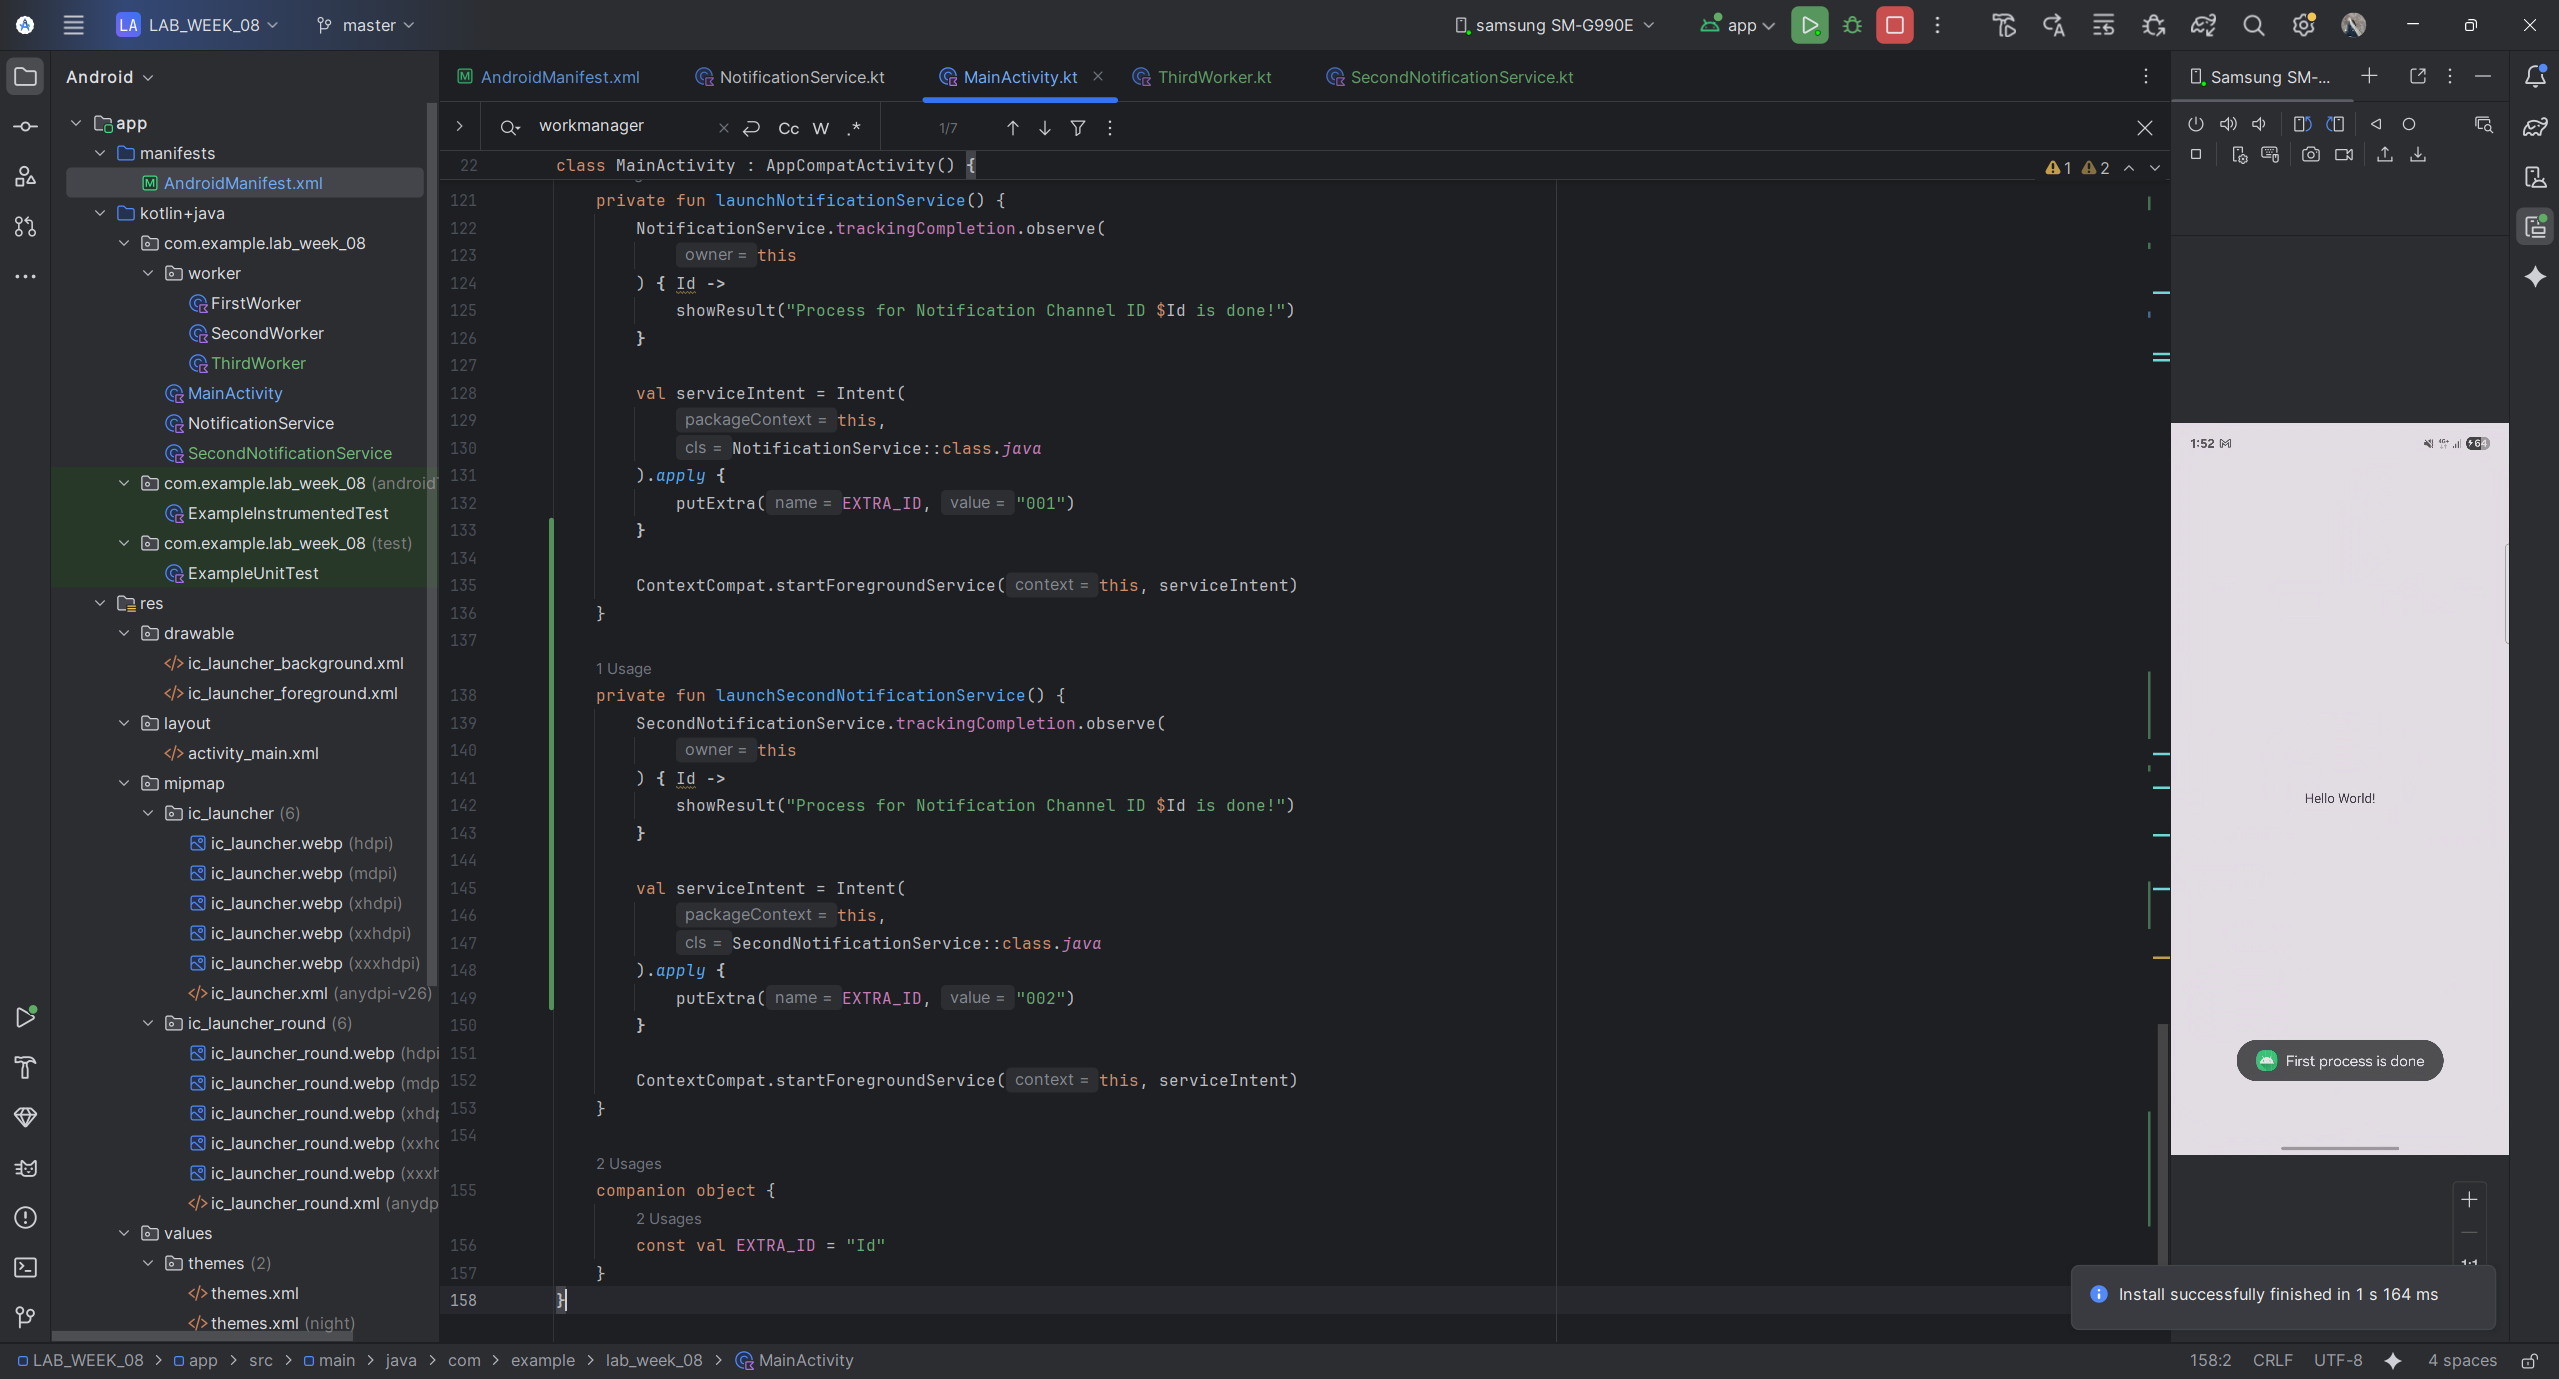 LA LAB_WEEK_08 master samsung SM-G990E app
Android
app
manifests
AndroidManifest.xml
kotlin+java
com.example.lab_week_08
worker
FirstWorker
SecondWorker
ThirdWorker
MainActivity
NotificationService
SecondNotificationService
com.example.lab_week_08 (android
ExampleInstrumentedTest
com.example.lab_week_08 (test)
ExampleUnitTest
res
drawable
ic_launcher_background.xml
ic_launcher_foreground.xml
layout
activity_main.xml
mipmap
ic_launcher (6)
ic_launcher.webp (hdpi)
ic_launcher.webp (mdpi)
ic_launcher.webp (xhdpi)
ic_launcher.webp (xxhdpi)
ic_launcher.webp (xxxhdpi)
ic_launcher.xml (anydpi-v26)
ic_launcher_round (6)
ic_launcher_round.webp (hdpi
ic_launcher_round.webp (mdp
ic_launcher_round.webp (xhdp
ic_launcher_round.webp (xxhd
ic_launcher_round.webp (xxxh
ic_launcher_round.xml (anydp
values
themes (2)
themes.xml
themes.xml (night)
AndroidManifest.xml NotificationService.kt MainActivity.kt ThirdWorker.kt SecondNotificationService.kt
workmanager Cc W .* 1/7
22 class MainActivity : AppCompatActivity() { 1 2
121 private fun launchNotificationService() {
122 NotificationService.trackingCompletion.observe(
123 owner = this
124 ) { Id ->
125 showResult("Process for Notification Channel ID $Id is done!")
126 }
127
128 val serviceIntent = Intent(
129 packageContext = this,
130 cls = NotificationService::class.java
131 ).apply {
132 putExtra( name = EXTRA_ID, value = "001")
133 }
134
135 ContextCompat.startForegroundService( context = this, serviceIntent)
136 }
137
1 Usage
138 private fun launchSecondNotificationService() {
139 SecondNotificationService.trackingCompletion.observe(
140 owner = this
141 ) { Id ->
142 showResult("Process for Notification Channel ID $Id is done!")
143 }
144
145 val serviceIntent = Intent(
146 packageContext = this,
147 cls = SecondNotificationService::class.java
148 ).apply {
149 putExtra( name = EXTRA_ID, value = "002")
150 }
151
152 ContextCompat.startForegroundService( context = this, serviceIntent)
153 }
154
2 Usages
155 companion object {
2 Usages
156 const val EXTRA_ID = "Id"
157 }
158 }
Samsung SM-...
1:52 64
Hello World!
First process is done
1:1
Install successfully finished in 1 s 164 ms
LAB_WEEK_08 > app > src > main > java > com > example > lab_week_08 > MainActivity
158:2 CRLF UTF-8 4 spaces